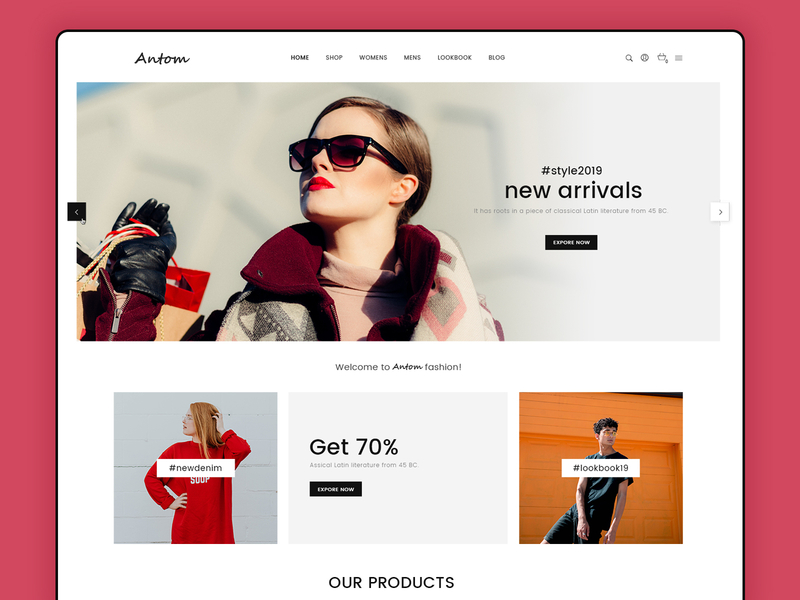 Antom
HOME SHOP WOMENS MENS LOOKBOOK BLOG
0
#style2019
new arrivals
It has roots in a piece of classical Latin literature from 45 BC
EXPORE NOW
Welcome to Antom fashion!
#newdenim
SOUP
Get 70%
Assical Latin literature from 45 BC
EXPORE NOW
#lookbook19
OUR PRODUCTS